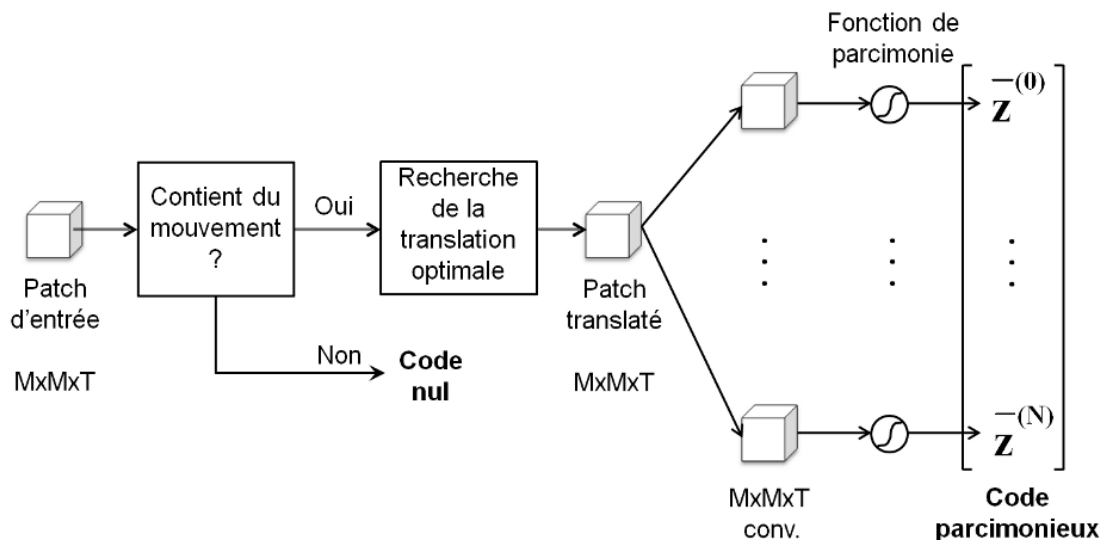 Fonction de
parcimonie
z̄(0)
Contient du
mouvement
?
Oui
Recherche
de la
translation
optimale
Patch
d'entrée
MxMxT
Non
Code
nul
Patch
translaté
MxMxT
z̄(N)
MxMxT
conv.
Code
parcimonieux